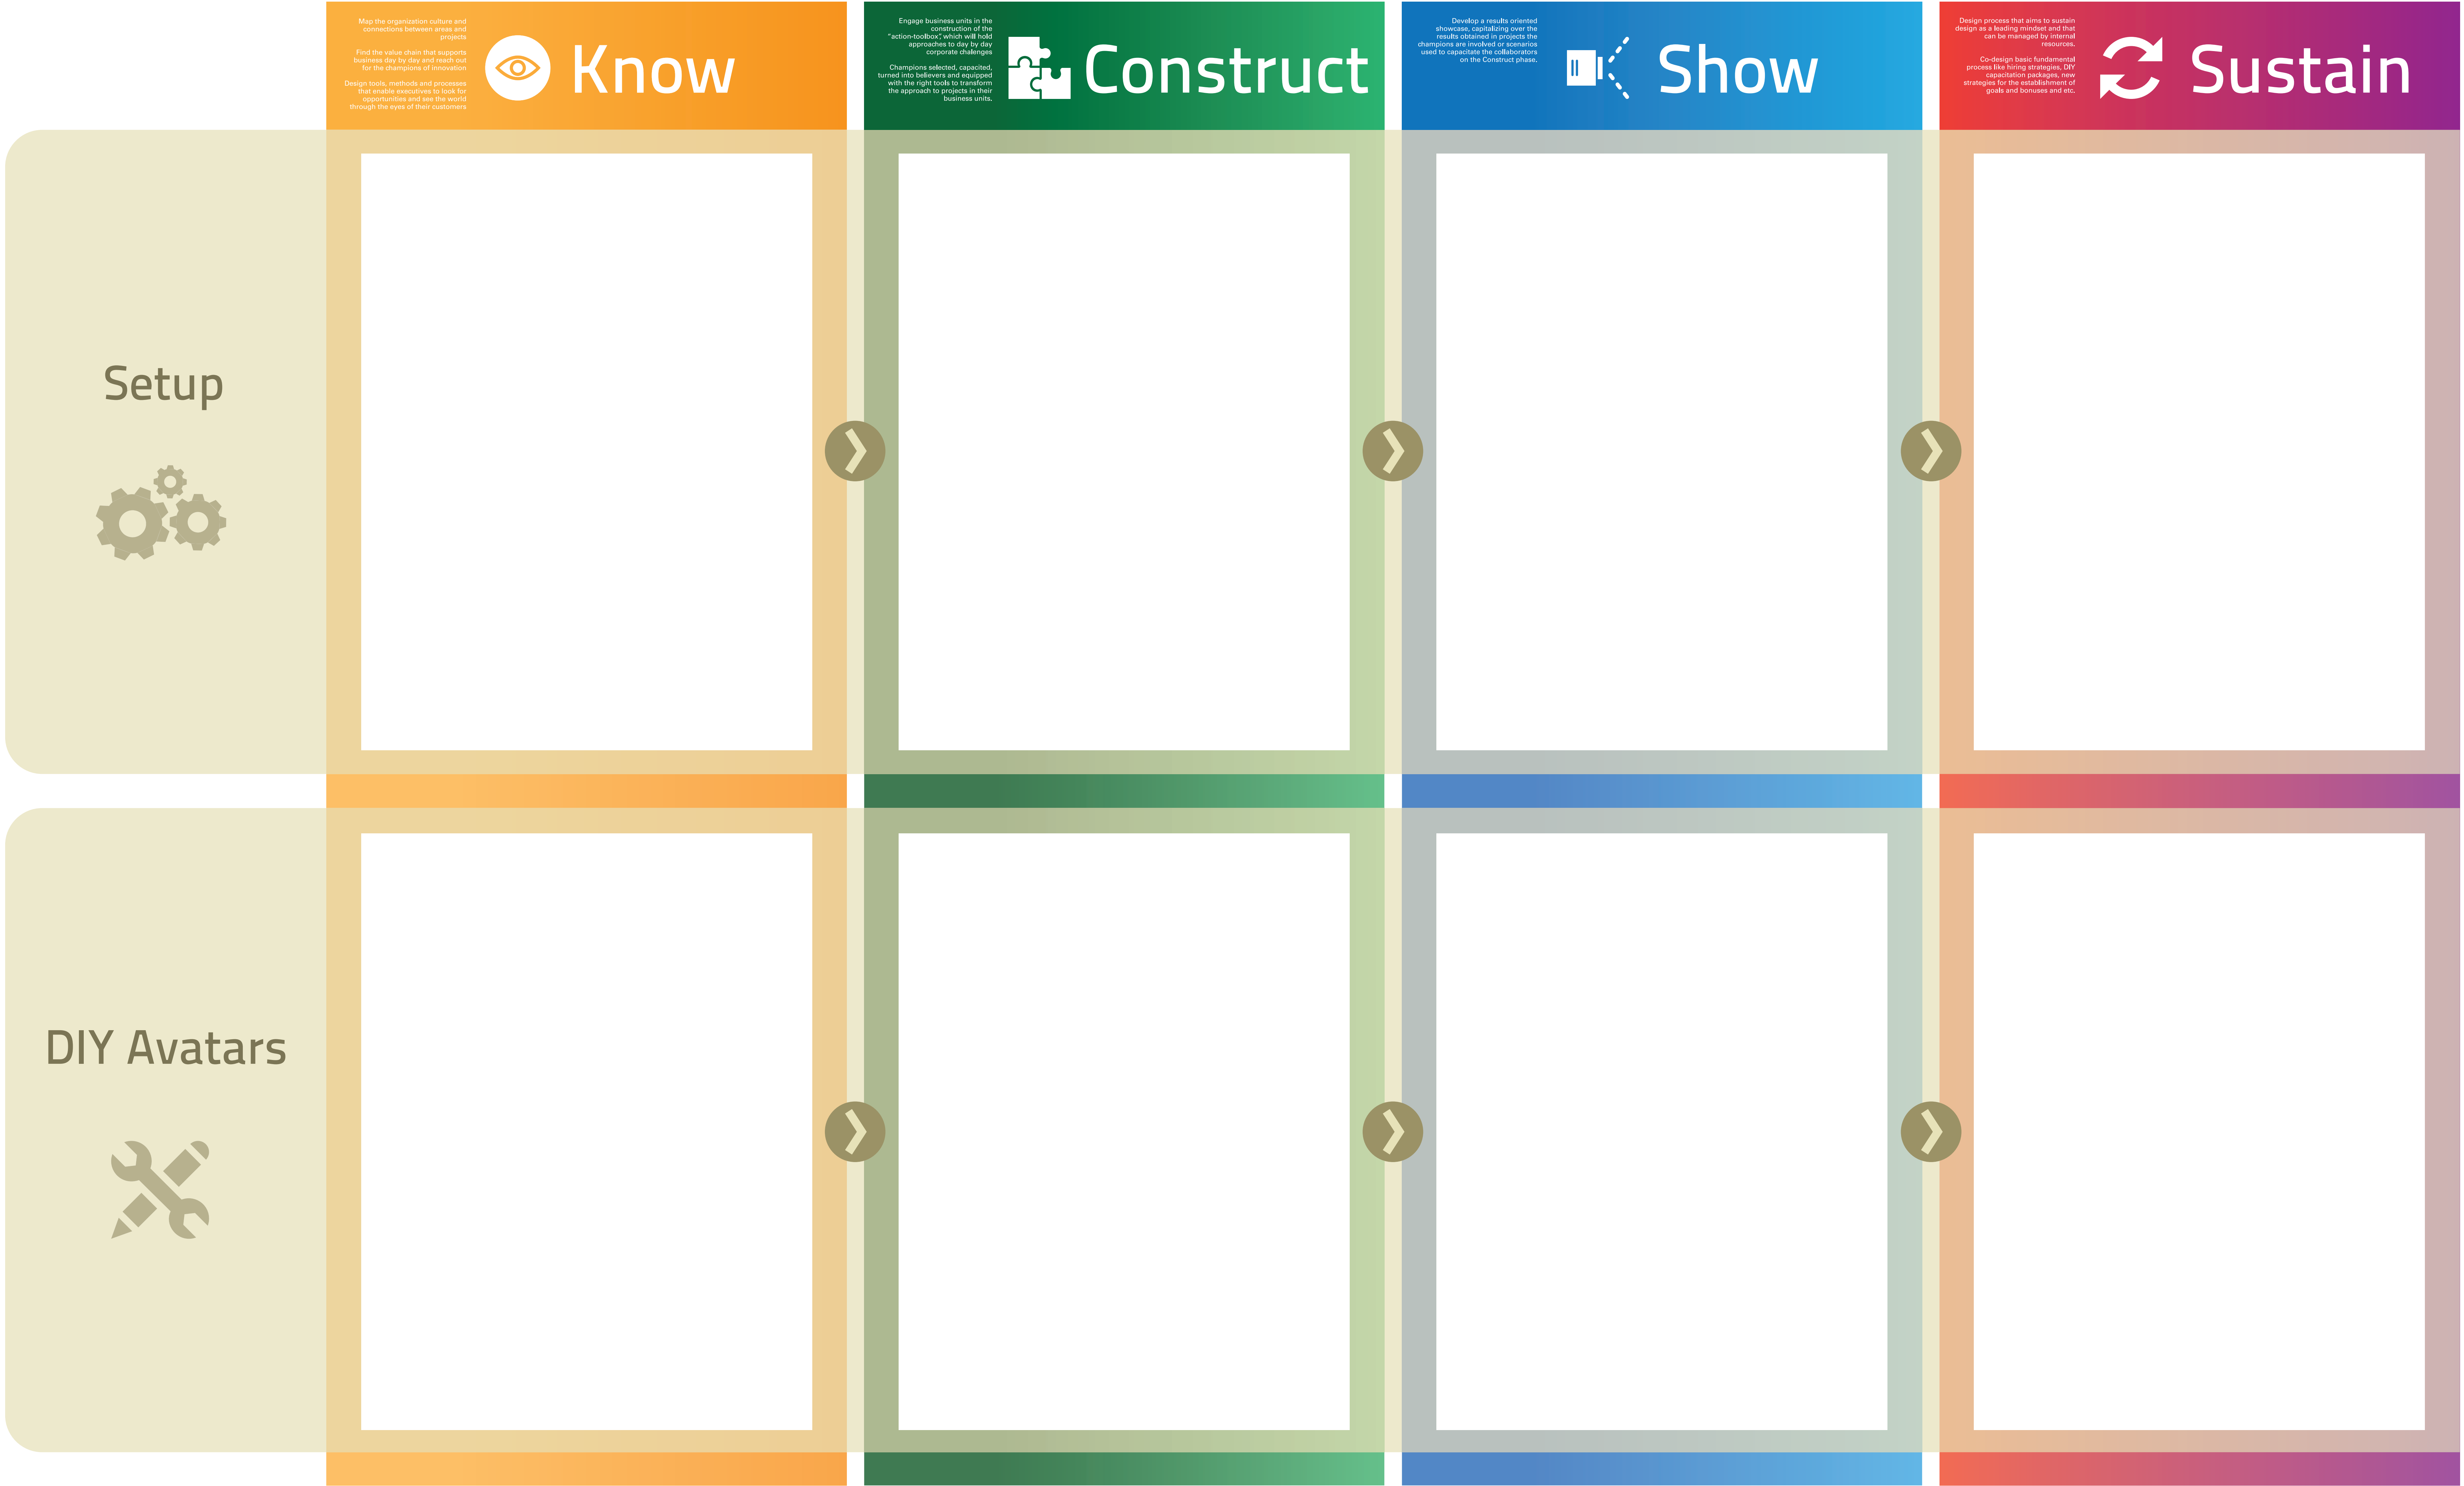 Map the organization culture and
connections between areas and
projects
Find the value chain that supports
business day by day and reach out
for the champions of innovation
Design tools, methods and processes
that enable executives to look for
opportunities and see the world
through the eyes of their customers
Know
Engage business units in the
construction of the
"action-toolbox", which will hold
approaches to day by day
corporate chalenges
Champions selected, capacited,
turned into believers and equipped
with the right tools to transform
the approach to projects in their
business units.
Construct
Develop a results oriented
showcase, capitalizing over the
results obtained in projects the
champions are involved or scenarios
used to capacitate the collaborators
on the Construct phase.
Show
Design process that aims to sustain
design as a leading mindset and that
can be managed by internal
resources.
Co-design basic fundamental
process like hiring strategies, DIY
capacitation packages, new
strategies for the establishment of
goals and bonuses and etc.
Sustain
Setup
DIY Avatars